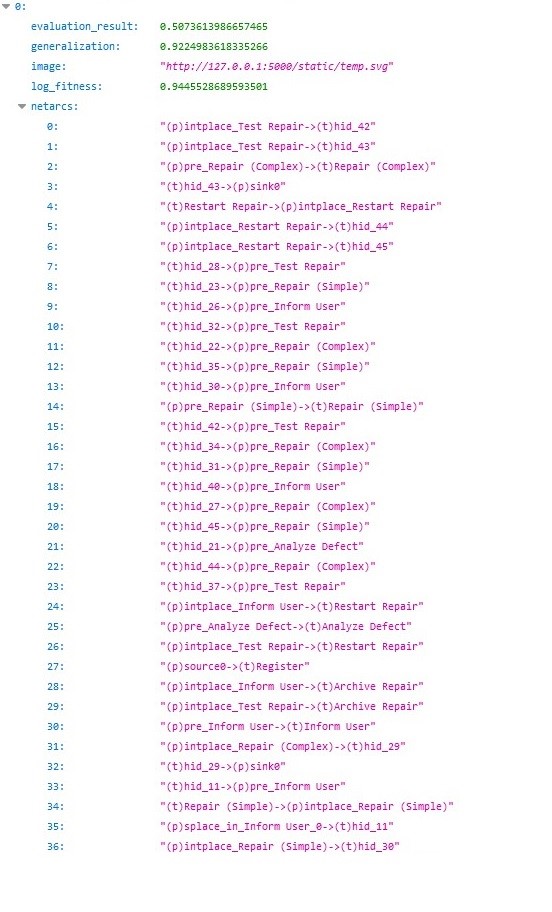 0:
evaluation_result: 0.5073613986657465
generalization: 0.9224983618335266
image: "http://127.0.0.1:5000/static/temp.svg"
log_fitness: 0.9445528689593501
netarcs:
0: "(p)intplace_Test Repair->(t)hid_42"
1: "(p)intplace_Test Repair->(t)hid_43"
2: "(p)pre_Repair (Complex)->(t)Repair (Complex)"
3: "(t)hid_43->(p)sink0"
4: "(t)Restart Repair->(p)intplace_Restart Repair"
5: "(p)intplace_Restart Repair->(t)hid_44"
6: "(p)intplace_Restart Repair->(t)hid_45"
7: "(t)hid_28->(p)pre_Test Repair"
8: "(t)hid_23->(p)pre_Repair (Simple)"
9: "(t)hid_26->(p)pre_Inform User"
10: "(t)hid_32->(p)pre_Test Repair"
11: "(t)hid_22->(p)pre_Repair (Complex)"
12: "(t)hid_35->(p)pre_Repair (Simple)"
13: "(t)hid_30->(p)pre_Inform User"
14: "(p)pre_Repair (Simple)->(t)Repair (Simple)"
15: "(t)hid_42->(p)pre_Test Repair"
16: "(t)hid_34->(p)pre_Repair (Complex)"
17: "(t)hid_31->(p)pre_Repair (Simple)"
18: "(t)hid_40->(p)pre_Inform User"
19: "(t)hid_27->(p)pre_Repair (Complex)"
20: "(t)hid_45->(p)pre_Repair (Simple)"
21: "(t)hid_21->(p)pre_Analyze Defect"
22: "(t)hid_44->(p)pre_Repair (Complex)"
23: "(t)hid_37->(p)pre_Test Repair"
24: "(p)intplace_Inform User->(t)Restart Repair"
25: "(p)pre_Analyze Defect->(t)Analyze Defect"
26: "(p)intplace_Test Repair->(t)Restart Repair"
27: "(p)source0->(t)Register"
28: "(p)intplace_Inform User->(t)Archive Repair"
29: "(p)intplace_Test Repair->(t)Archive Repair"
30: "(p)pre_Inform User->(t)Inform User"
31: "(p)intplace_Repair (Complex)->(t)hid_29"
32: "(t)hid_29->(p)sink0"
33: "(t)hid_11->(p)pre_Inform User"
34: "(t)Repair (Simple)->(p)intplace_Repair (Simple)"
35: "(p)splace_in_Inform User_0->(t)hid_11"
36: "(p)intplace_Repair (Simple)->(t)hid_30"